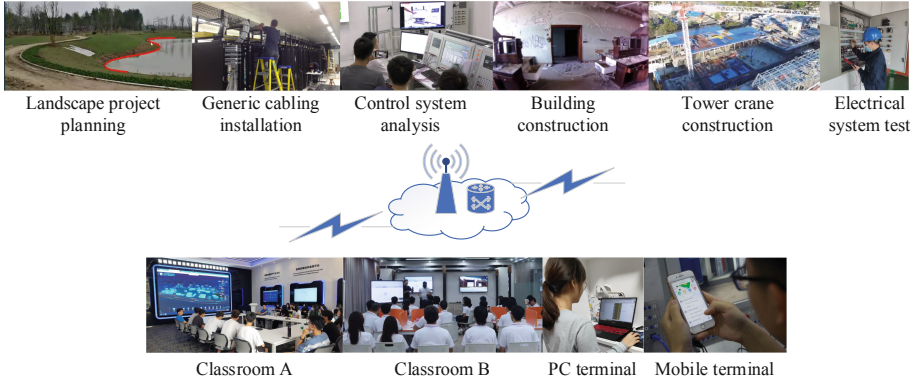 Landscape project
planning
Generic cabling
installation
Control system
analysis
Building
construction
Tower crane
construction
Electrical
system test
Classroom A
Classroom B
PC terminal
Mobile terminal